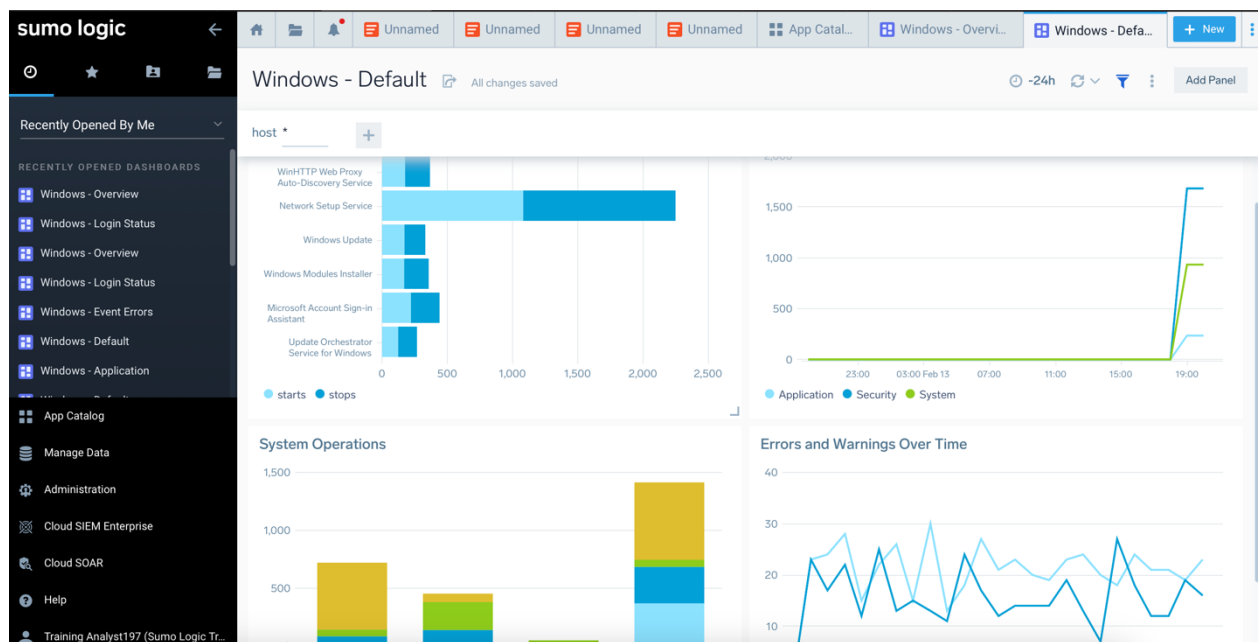 sumo logic
Unnamed
Unnamed
Unnamed
Unnamed
App Catal...
Windows - Overvi...
Windows - Defa...
+ New
Windows - Default
All changes saved
-24h
Add Panel
Recently Opened By Me
host *
+
RECENTLY OPENED DASHBOARDS
Windows - Overview
Windows - Login Status
Windows - Overview
Windows - Login Status
Windows - Event Errors
Windows - Default
Windows - Application
App Catalog
Manage Data
Administration
Cloud SIEM Enterprise
Cloud SOAR
Help
Training Analyst197 (Sumo Logic Tr...
WinHTTP Web Proxy
Auto-Discovery Service
Network Setup Service
Windows Update
Windows Modules Installer
Microsoft Account Sign-in
Assistant
Update Orchestrator
Service for Windows
0 500 1,000 1,500 2,000 2,500
starts stops
2,000
1,500
1,000
500
0
23:00 03:00 Feb 13 07:00 11:00 15:00 19:00
Application Security System
System Operations
1,500
1,000
500
Errors and Warnings Over Time
40
30
20
10